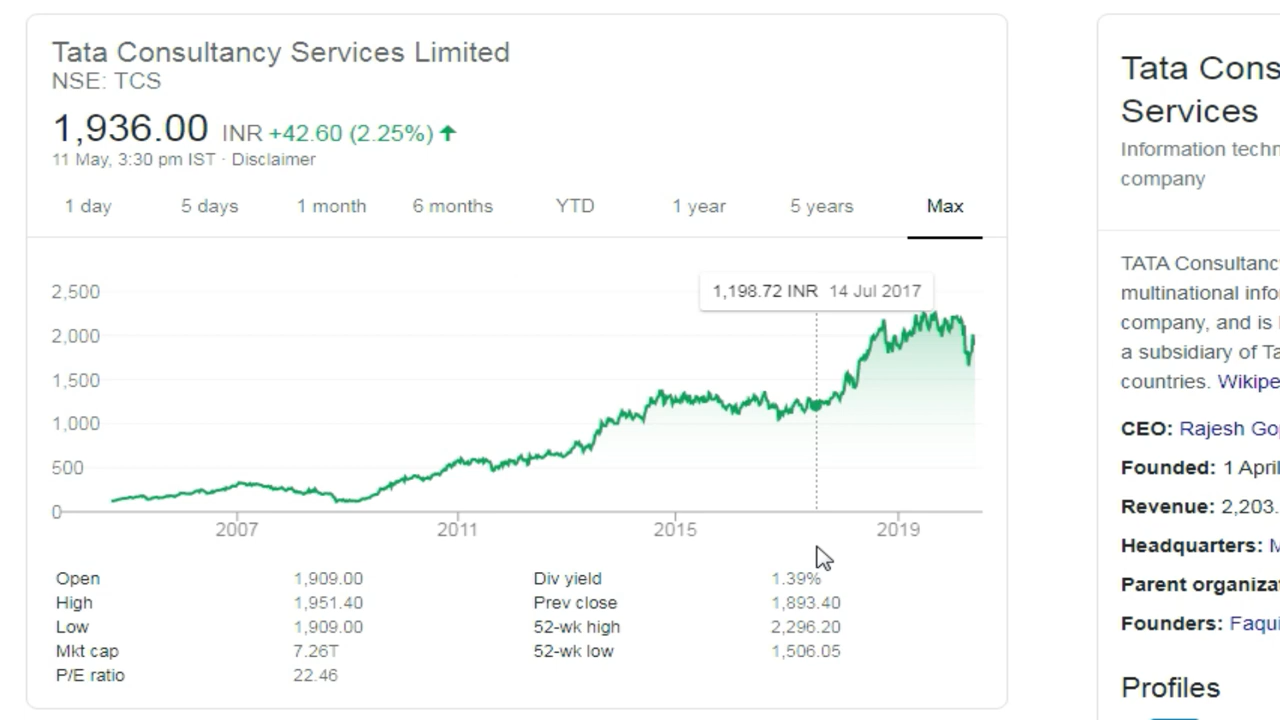 Tata Consultancy Services Limited
NSE: TCS
1,936.00 INR +42.60 (2.25%)
11 May, 3:30 pm IST · Disclaimer
1 day 5 days 1 month 6 months YTD 1 year 5 years Max
1,198.72 INR 14 Jul 2017
2,500
2,000
1,500
1,000
500
0
2007 2011 2015 2019
Open 1,909.00 Div yield 1.39%
High 1,951.40 Prev close 1,893.40
Low 1,909.00 52-wk high 2,296.20
Mkt cap 7.26T 52-wk low 1,506.05
P/E ratio 22.46
Tata Cons
Services
Information techn
company
TATA Consultanc
multinational info
company, and is
a subsidiary of Ta
countries. Wikipe
CEO: Rajesh Go
Founded: 1 April
Revenue: 2,203.
Headquarters: M
Parent organiza
Founders: Faqui
Profiles